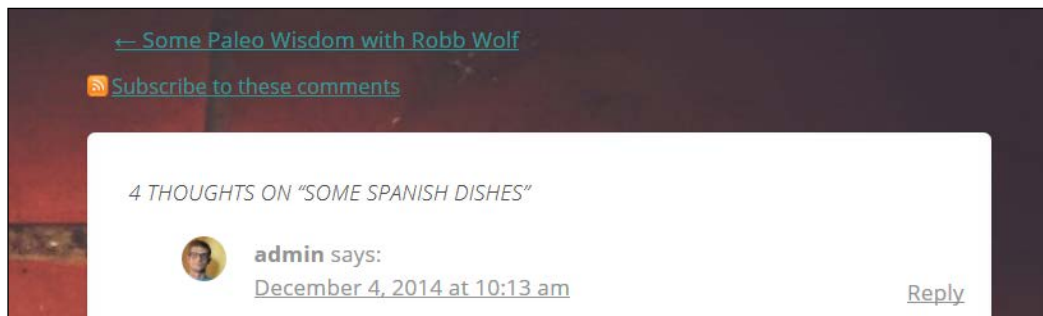 ← Some Paleo Wisdom with Robb Wolf
Subscribe to these comments
4 THOUGHTS ON “SOME SPANISH DISHES”
admin says:
December 4, 2014 at 10:13 am
Reply